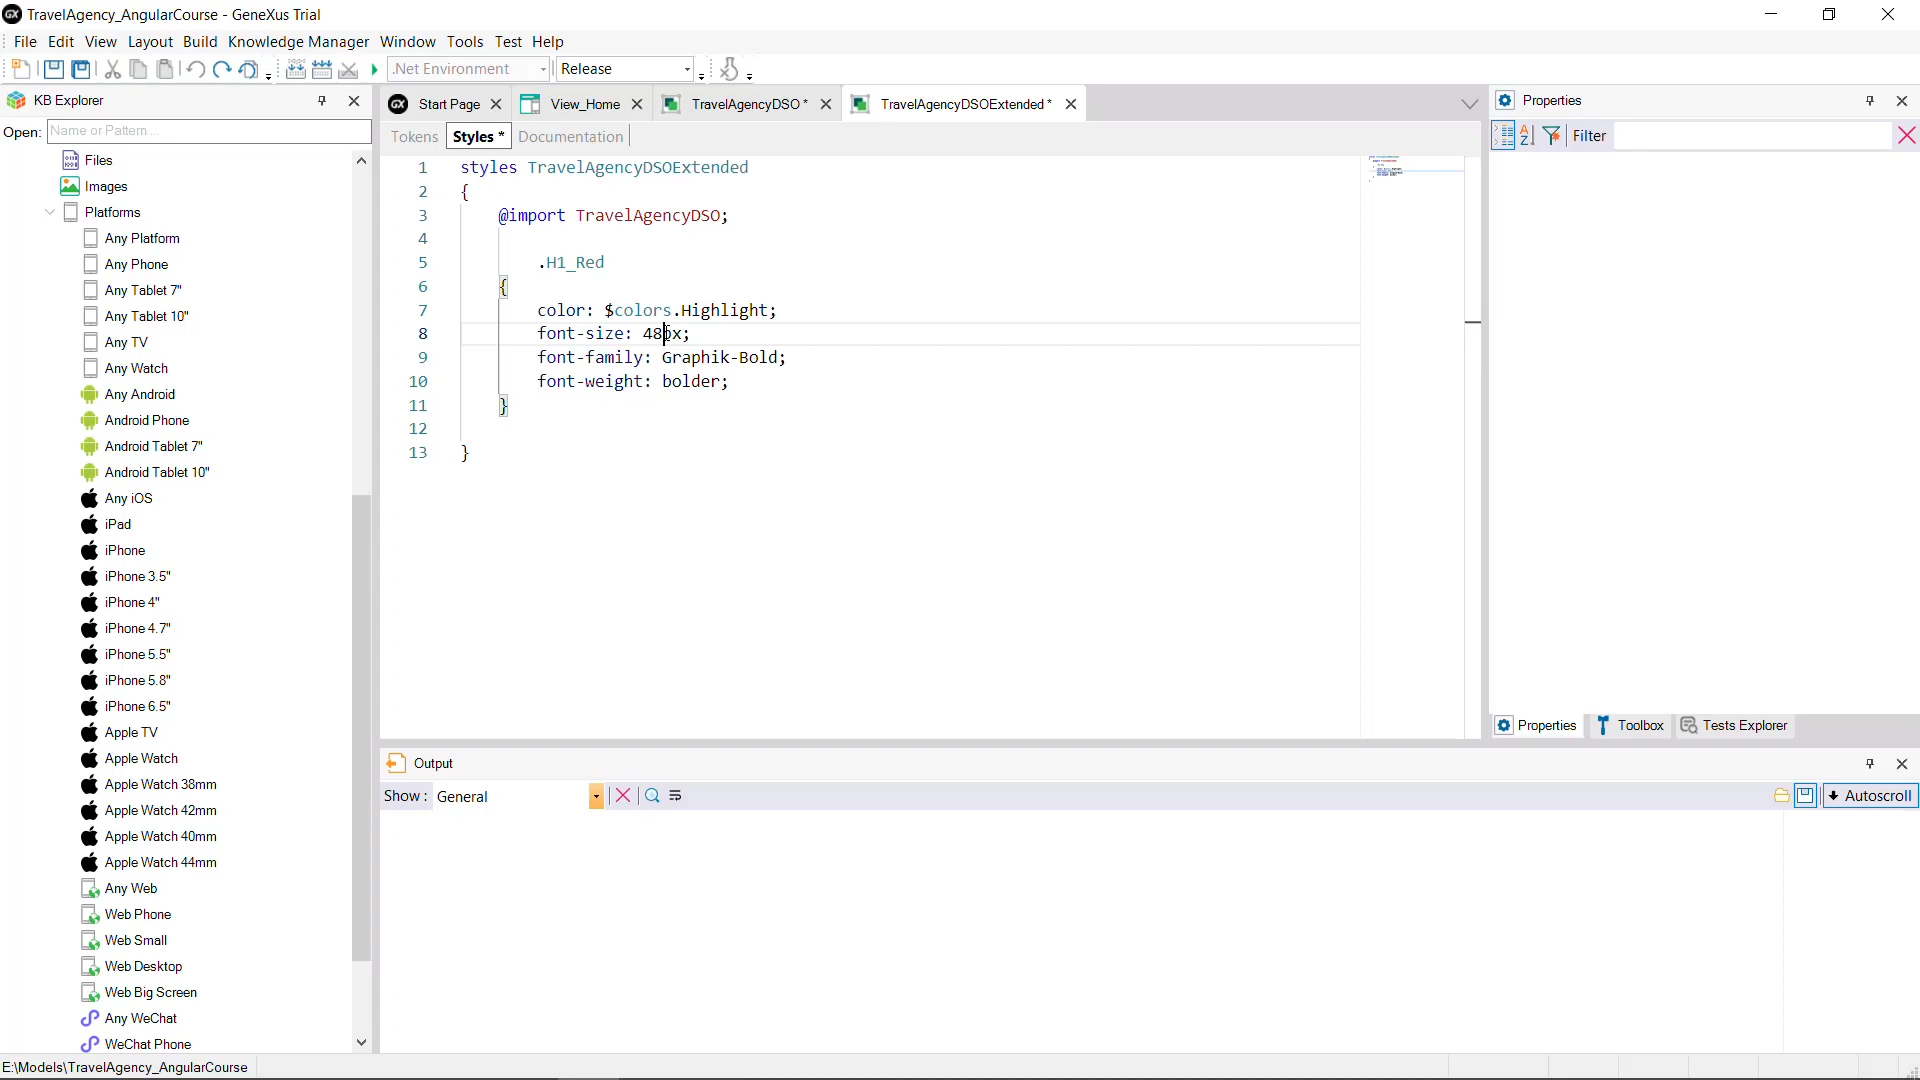 TravelAgency_AngularCourse - GeneXus Trial
File Edit View Layout Build Knowledge Manager Window Tools Test Help
.Net Environment Release
KB Explorer
Open: Name or Pattern ...
Files
Images
Platforms
Any Platform
Any Phone
Any Tablet 7"
Any Tablet 10"
Any TV
Any Watch
Any Android
Android Phone
Android Tablet 7"
Android Tablet 10"
Any iOS
iPad
iPhone
iPhone 3.5"
iPhone 4"
iPhone 4.7"
iPhone 5.5"
iPhone 5.8"
iPhone 6.5"
Apple TV
Apple Watch
Apple Watch 38mm
Apple Watch 42mm
Apple Watch 40mm
Apple Watch 44mm
Any Web
Web Phone
Web Small
Web Desktop
Web Big Screen
Any WeChat
WeChat Phone
Start Page View_Home TravelAgencyDSO * TravelAgencyDSOExtended *
Tokens Styles * Documentation
1 styles TravelAgencyDSOExtended
2 {
3 @import TravelAgencyDSO;
4
5 .H1_Red
6 {
7 color: $colors.Highlight;
8 font-size: 48px;
9 font-family: Graphik-Bold;
10 font-weight: bolder;
11 }
12
13 }
Properties
Filter
Properties Toolbox Tests Explorer
Output
Show : General
Autoscroll
E:\Models\TravelAgency_AngularCourse